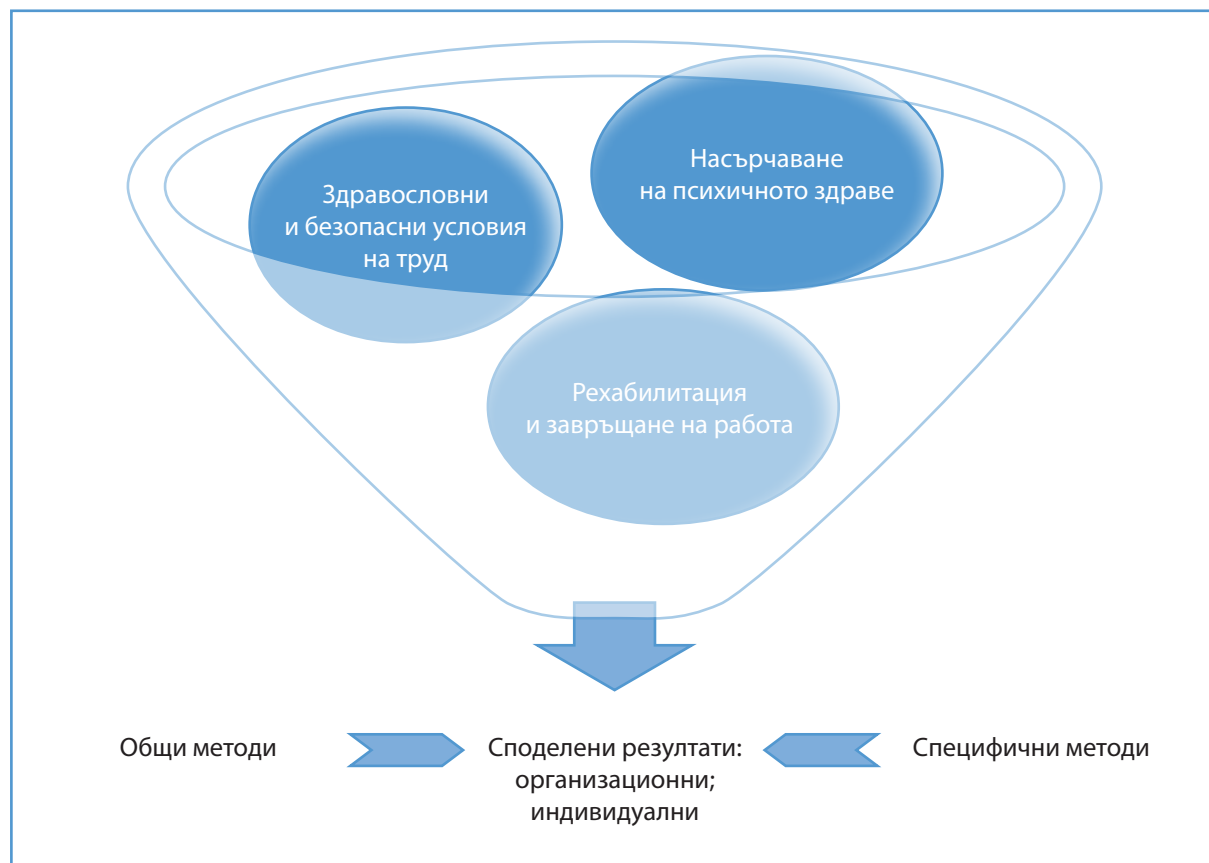 Насърчаване
на психичното здраве
Здравословни
и безопасни условия
на труд
Рехабилитация
и завръщане на работа
Общи методи
Споделени резултати:
организационни;
индивидуални
Специфични методи